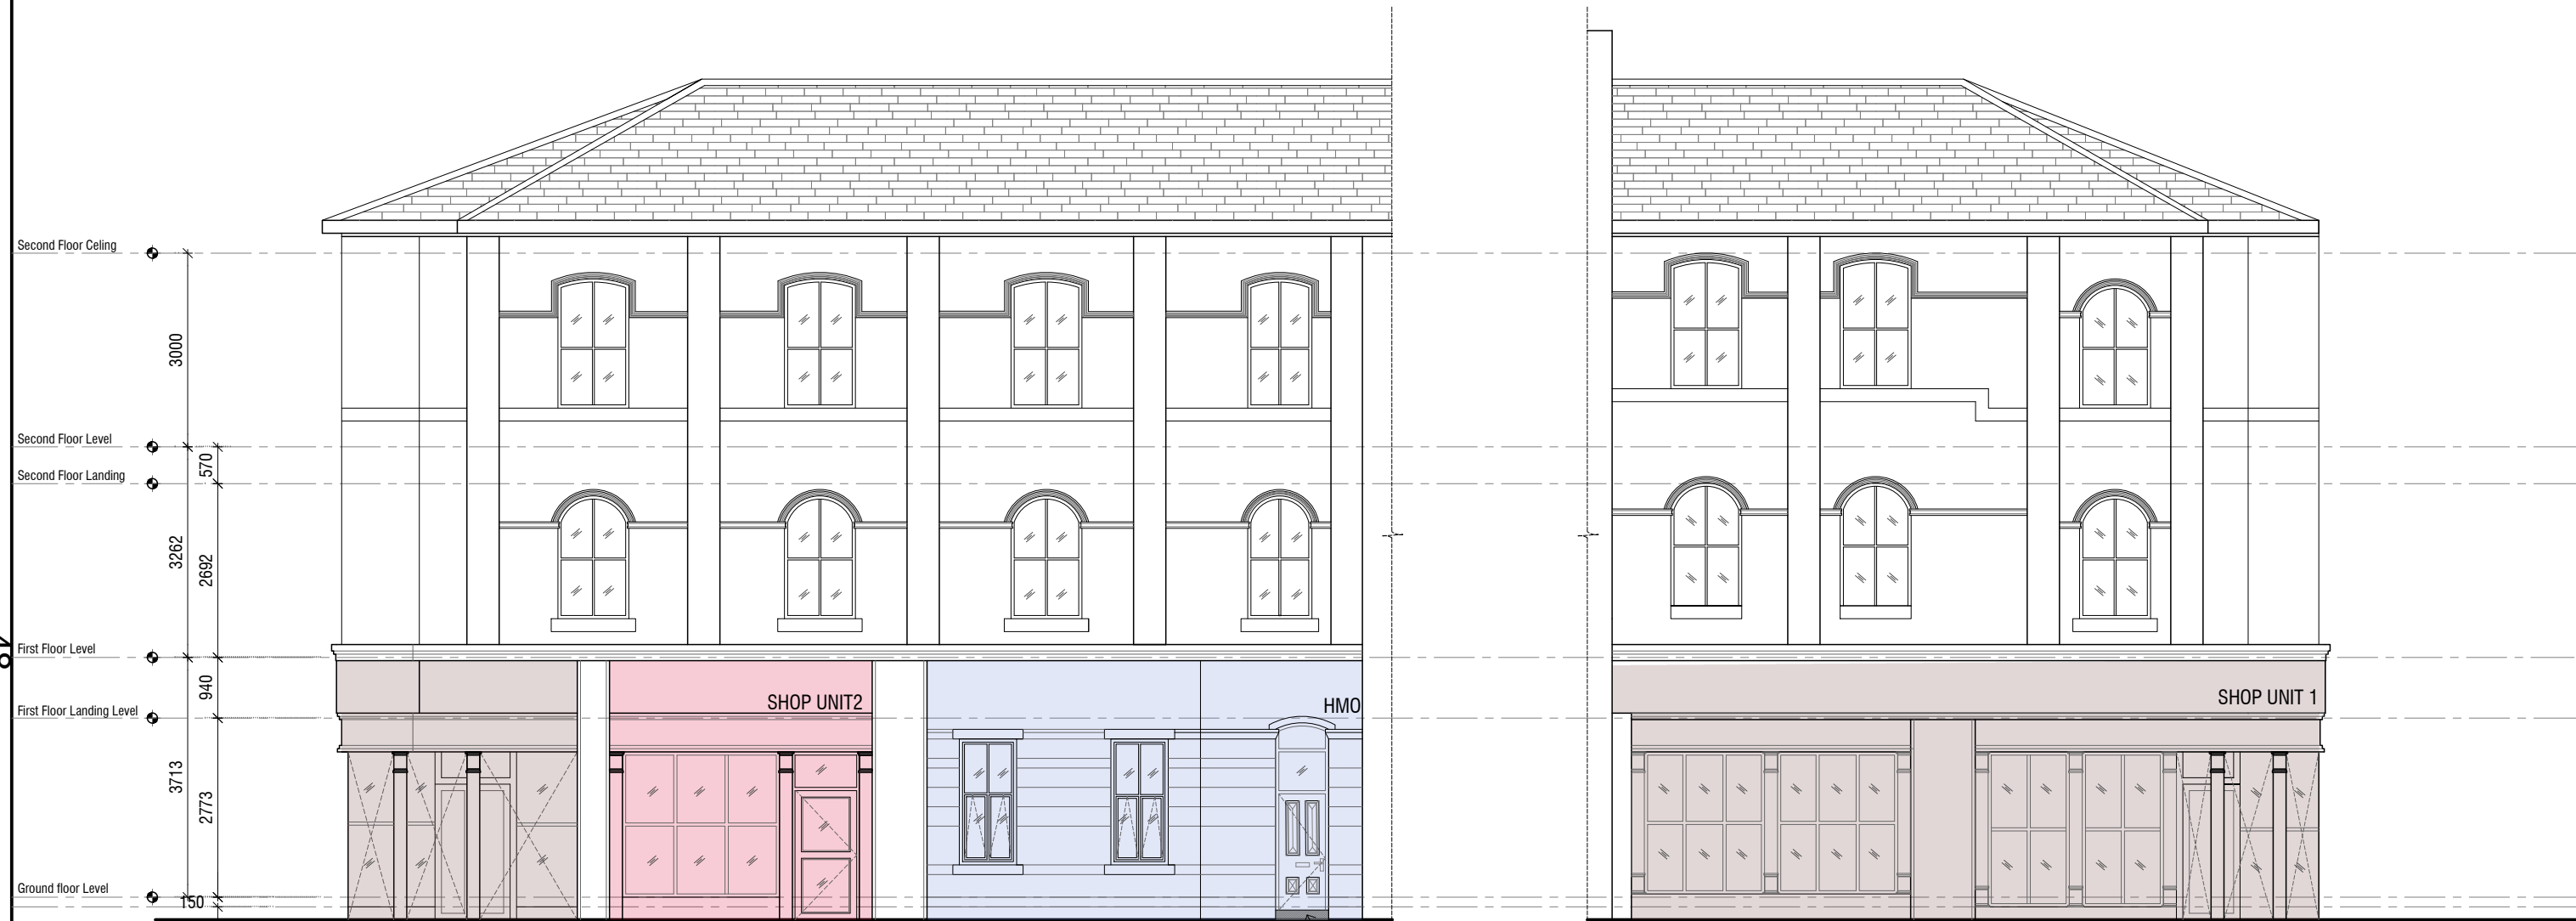 Second Floor Celing
3000
Second Floor Level
570
Second Floor Landing
3262
2692
First Floor Level
940
SHOP UNIT2
HMO
SHOP UNIT 1
First Floor Landing Level
3713
2773
Ground floor Level
150